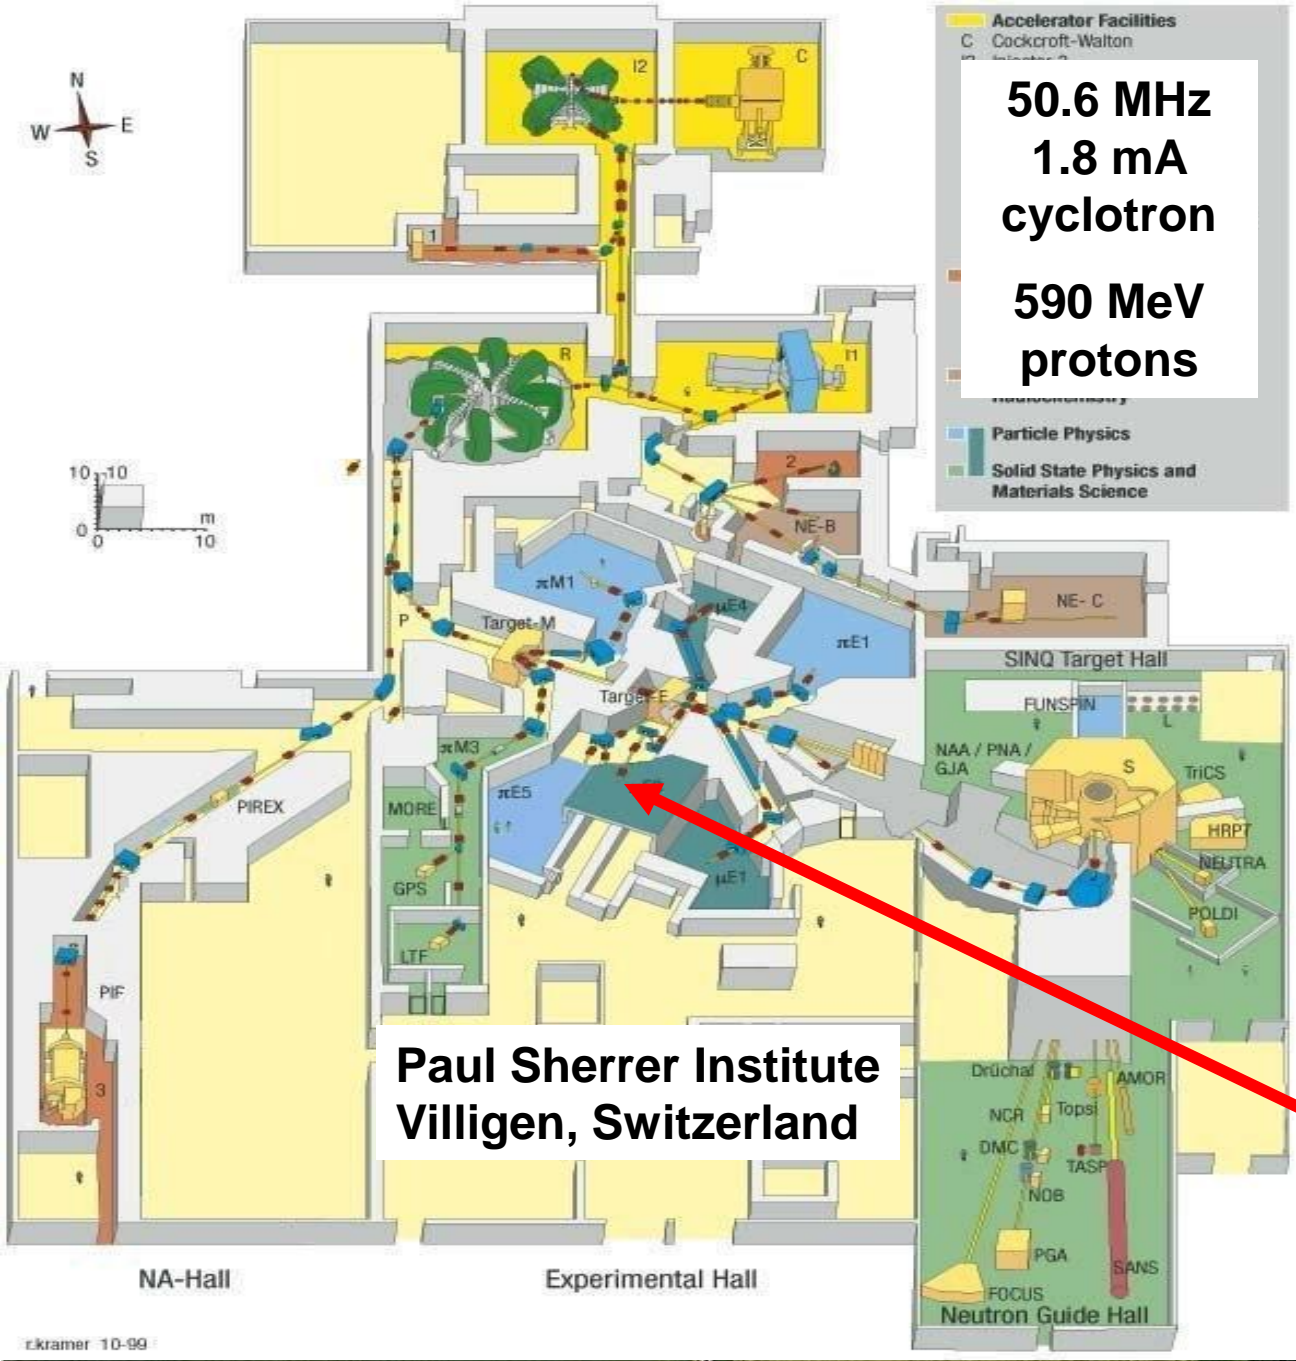 Accelerator Facilities
C Cockcroft-Walton
50.6 MHz
1.8 mA
cyclotron
590 MeV
protons
Particle Physics
Solid State Physics and
Materials Science
N
W E
S
I2
C
1
R
I1
10 10
0
m
0 10
2
NE-B
πM1
µE4
NE- C
P
Target-M
πE1
SINQ Target Hall
Target-E
FUNSPIN
L
πM3
NAA / PNA /
GJA
S
TriCS
πE5
PIREX
MORE
HRPT
NEUTRA
GPS
µE1
POLDI
LTF
PIF
3
Paul Sherrer Institute
Villigen, Switzerland
Drüchal
AMOR
NCR
Topsi
DMC
TASP
NOB
PGA
SANS
FOCUS
NA-Hall
Experimental Hall
Neutron Guide Hall
r.kramer 10-99